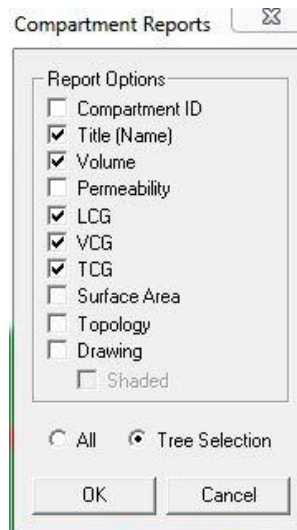 Compartment Reports
Report Options
Compartment ID
Title (Name)
Volume
Permeability
LCG
VCG
TCG
Surface Area
Topology
Drawing
Shaded
All Tree Selection
OK Cancel